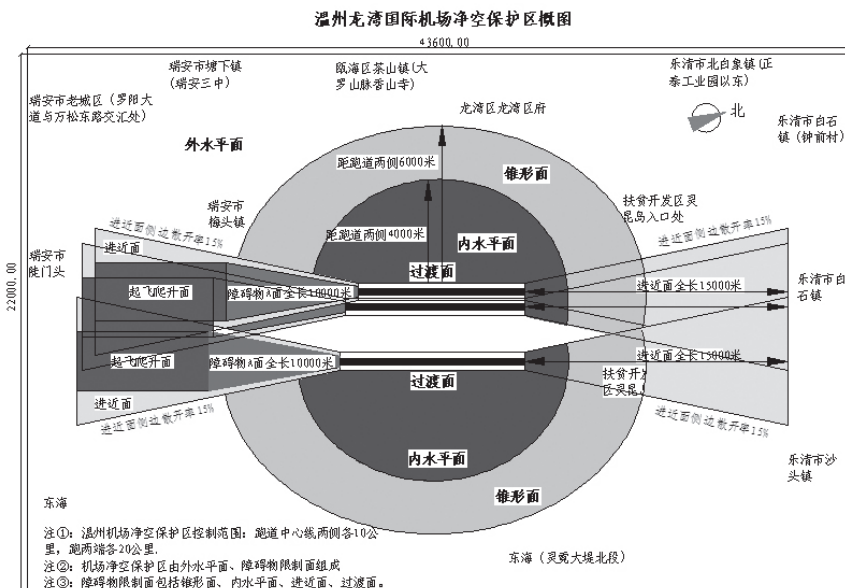 温州龙湾国际机场净空保护区概图
43600.00
瑞安市塘下镇
(瑞安三中)
瓯海区茶山镇(大
罗山脉香山寺)
乐清市北白象镇(正
泰工业园以东)
瑞安市老城区(罗阳大
道与万松东路交汇处)
龙湾区龙湾区府
北
乐清市白石
镇(钟前村)
外水平面
距跑道两侧6000米
锥形面
瑞安市
梅头镇
扶贫开发区灵
昆岛入口处
进近面侧边散开率15%
距跑道两侧4000米
内水平面
进近面侧边散开率15%
瑞安市
陡门头
进近面
过渡面
22000.00
起飞爬升面
障碍物A面全长10000米
进近面全长15000米
乐清市白
石镇
起飞爬升面
障碍物A面全长10000米
进近面全长15000米
过渡面
扶贫开发
区灵昆岛
进近面
进近面侧边散开率15%
进近面侧边散开率15%
内水平面
乐清市沙
头镇
锥形面
东海
注①:温州机场净空保护区控制范围:跑道中心线两侧各10公
里,跑两端各20公里.
注②:机场净空保护区由外水平面、障碍物限制面组成
注③:障碍物限制面包括锥形面、内水平面、进近面、过渡面。
东海(灵霓大堤北段)